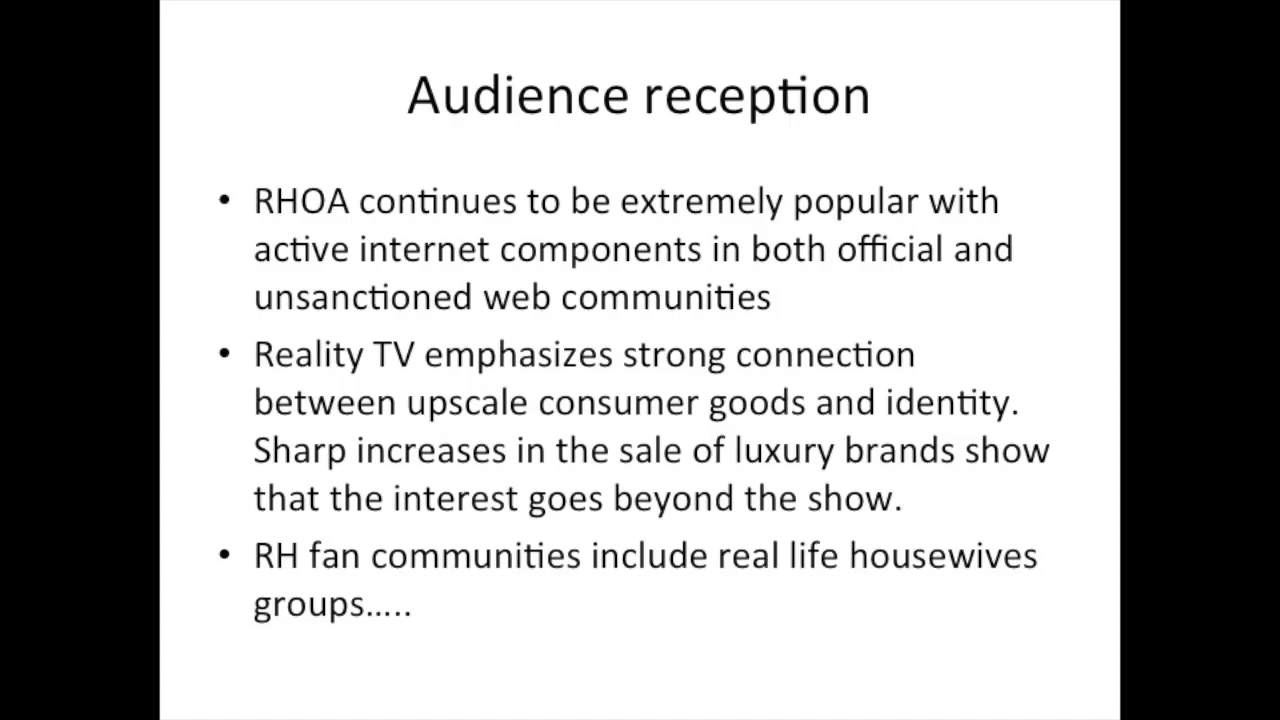 Audience reception
• RHOA continues to be extremely popular with
active internet components in both official and
unsanctioned web communities
• Reality TV emphasizes strong connection
between upscale consumer goods and identity.
Sharp increases in the sale of luxury brands show
that the interest goes beyond the show.
• RH fan communities include real life housewives
groups…..